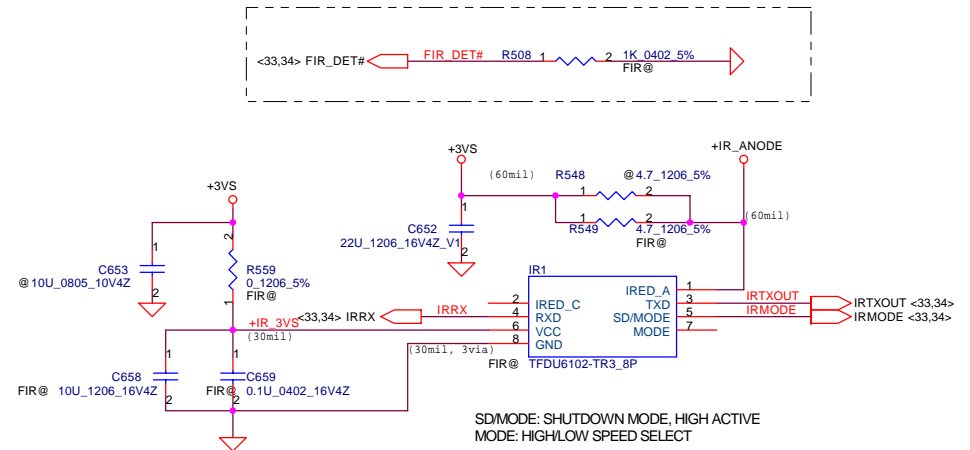 <33,34> FIR_DET# FIR_DET# R508 1 2 1K_0402_5%
FIR@
+3VS
+IR_ANODE
(60mil) R548 @ 4.7_1206_5%
1 2
+3VS
1 2 (60mil)
1
C652 R549 4.7_1206_5%
22U_1206_16V4Z_V1 FIR@
2
2
1
C653 R559
@ 10U_0805_10V4Z 0_1206_5%
2 FIR@
1
IR1
IRED_A 1
2 IRED_C TXD 3 IRTXOUT IRTXOUT <33,34>
<33,34> IRRX IRRX 4 RXD SD/MODE 5 IRMODE IRMODE <33,34>
+IR_3VS 6 VCC MODE 7
(30mil) (30mil, 3via) 8 GND
FIR@ TFDU6102-TR3_8P
1 1
C658 C659
FIR@ 10U_1206_16V4Z FIR@ 0.1U_0402_16V4Z
2 2
SD/MODE: SHUTDOWN MODE, HIGH ACTIVE
MODE: HIGH/LOW SPEED SELECT